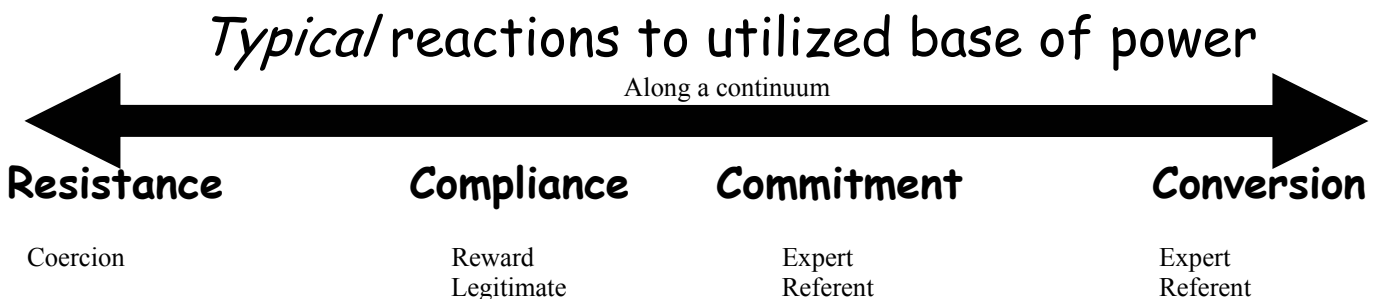 Typical reactions to utilized base of power
Along a continuum
Resistance Compliance Commitment Conversion
Coercion Reward Expert Expert
Legitimate Referent Referent